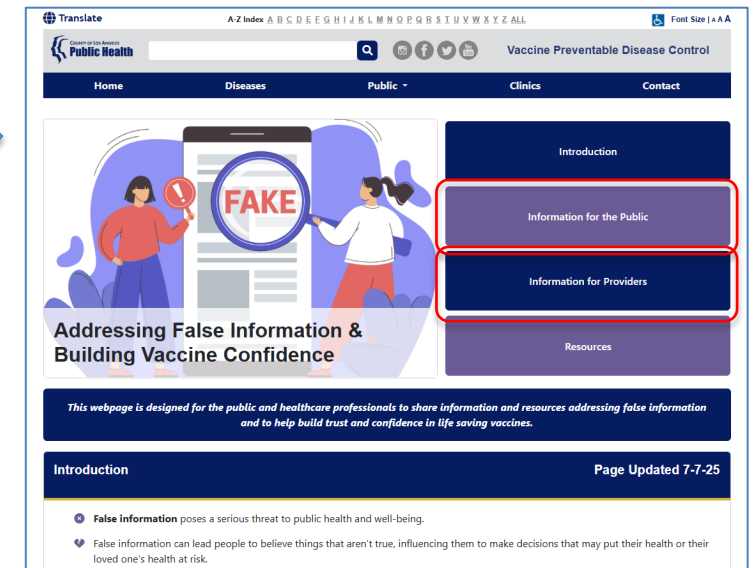 Translate
A-Z Index A B C D E F G H I J K L M N O P Q R S T U V W X Y Z ALL
Font Size | A A A
County of Los Angeles
Public Health
You
Tube
Vaccine Preventable Disease Control
Home
Diseases
Public
Clinics
Contact
FAKE
Addressing False Information &
Building Vaccine Confidence
Introduction
Information for the Public
Information for Providers
Resources
This webpage is designed for the public and healthcare professionals to share information and resources addressing false information
and to help build trust and confidence in life saving vaccines.
Introduction
Page Updated 7-7-25
False information poses a serious threat to public health and well-being.
False information can lead people to believe things that aren't true, influencing them to make decisions that may put their health or their
loved one's health at risk.